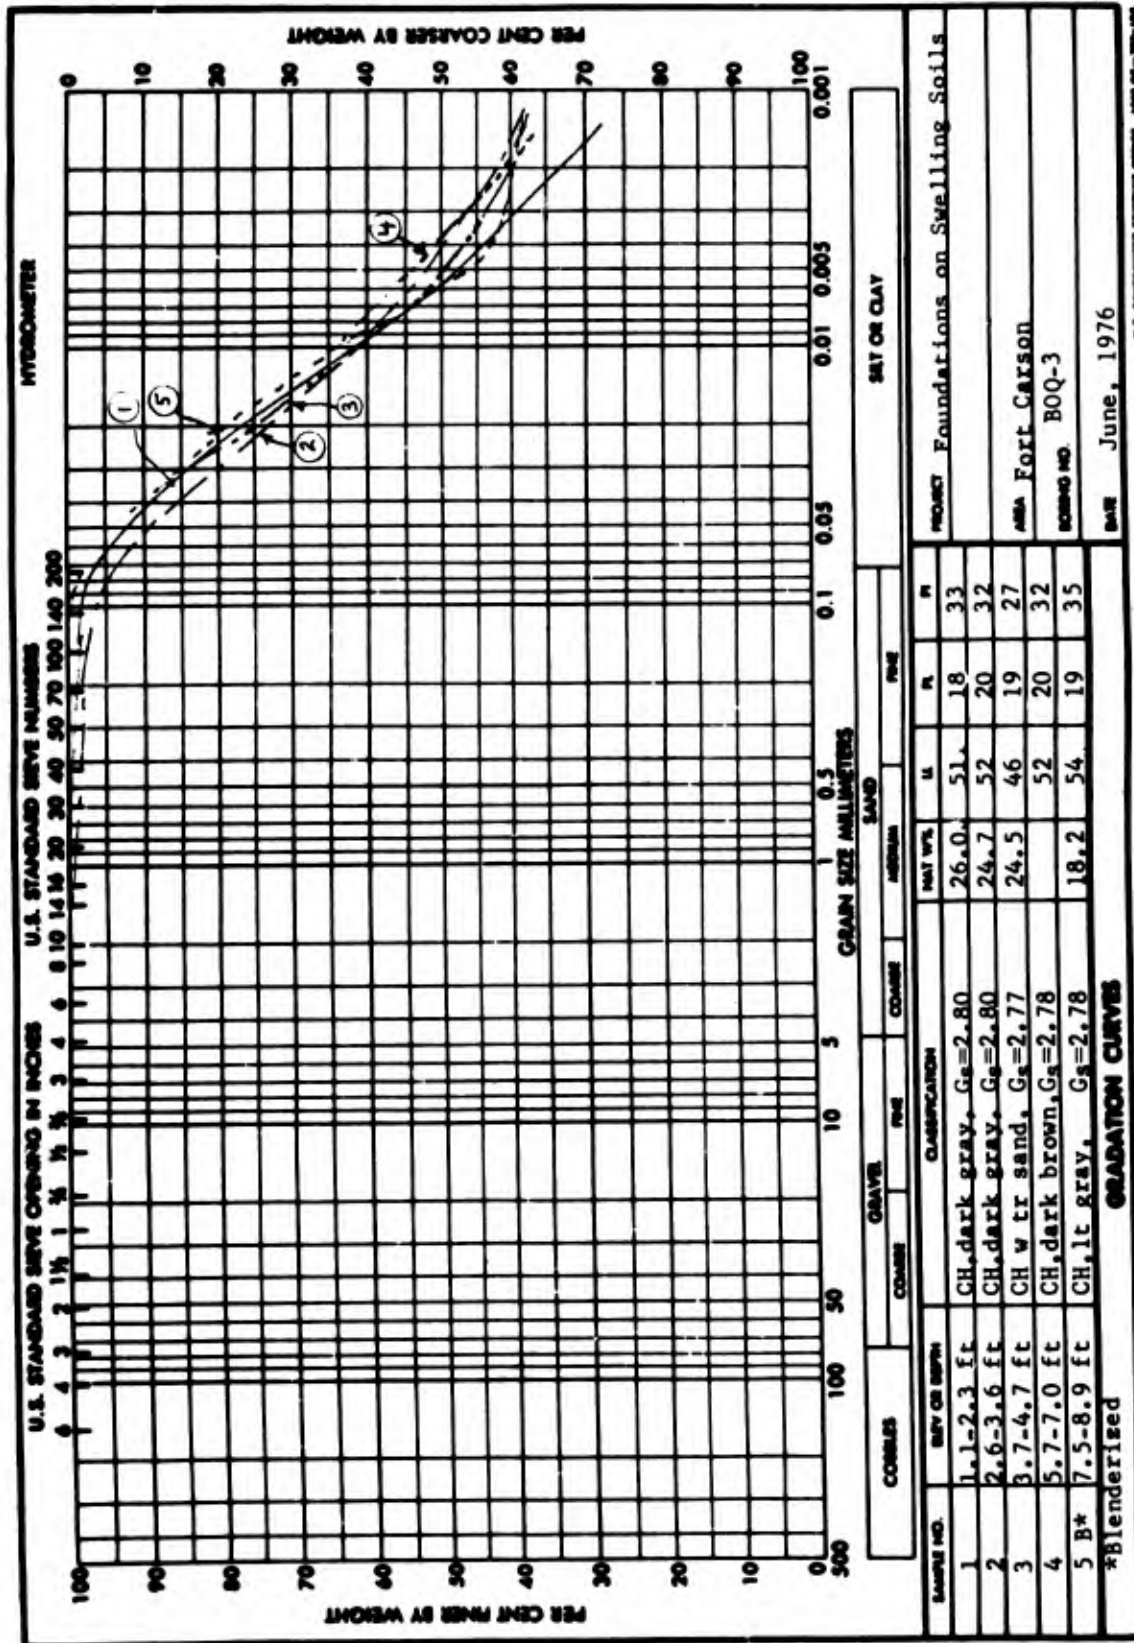 U.S. STANDARD SIEVE OPENING IN INCHES U.S. STANDARD SIEVE NUMBERS HYDROMETER
6 4 3 2 1½ 1 ¾ ½ ⅜ 3 4 6 8 10 14 16 20 30 40 50 70 100 140 200
PER CENT FINER BY WEIGHT
100
90
80
70
60
50
40
30
20
10
0
PER CENT COARSER BY WEIGHT
0
10
20
30
40
50
60
70
80
90
100
1
5
2
3
4
500 100 50 10 5 1 0.5 0.1 0.05 0.01 0.005 0.001
GRAIN SIZE MILLIMETERS
COBBLES GRAVEL SAND SILT OR CLAY
COARSE FINE COARSE MEDIUM FINE
SAMPLE NO. ELEV OR DEPTH CLASSIFICATION NAT W% LL PL PI
1 1.1-2.3 ft CH,dark gray, Gs=2.80 26.0 51 18 33
2 2.6-3.6 ft CH,dark gray, Gs=2.80 24.7 52 20 32
3 3.7-4.7 ft CH w tr sand, Gs=2.77 24.5 46 19 27
4 5.7-7.0 ft CH,dark brown,Gs=2.78 52 20 32
5 B* 7.5-8.9 ft CH,lt gray, Gs=2.78 18.2 54 19 35
*Blenderized
GRADATION CURVES
PROJECT Foundations on Swelling Soils
AREA Fort Carson
BORING NO. BOQ-3
DATE June, 1976